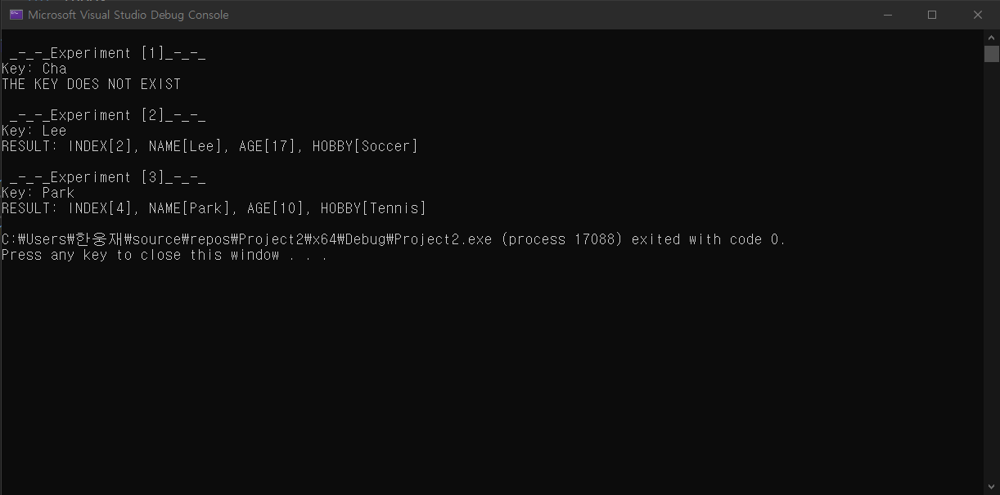 Microsoft Visual Studio Debug Console
_-_-_Experiment [1]_-_-_
Key: Cha
THE KEY DOES NOT EXIST
_-_-_Experiment [2]_-_-_
Key: Lee
RESULT: INDEX[2], NAME[Lee], AGE[17], HOBBY[Soccer]
_-_-_Experiment [3]_-_-_
Key: Park
RESULT: INDEX[4], NAME[Park], AGE[10], HOBBY[Tennis]
C:₩Users₩한웅재₩source₩repos₩Project2₩x64₩Debug₩Project2.exe (process 17088) exited with code 0.
Press any key to close this window . . .